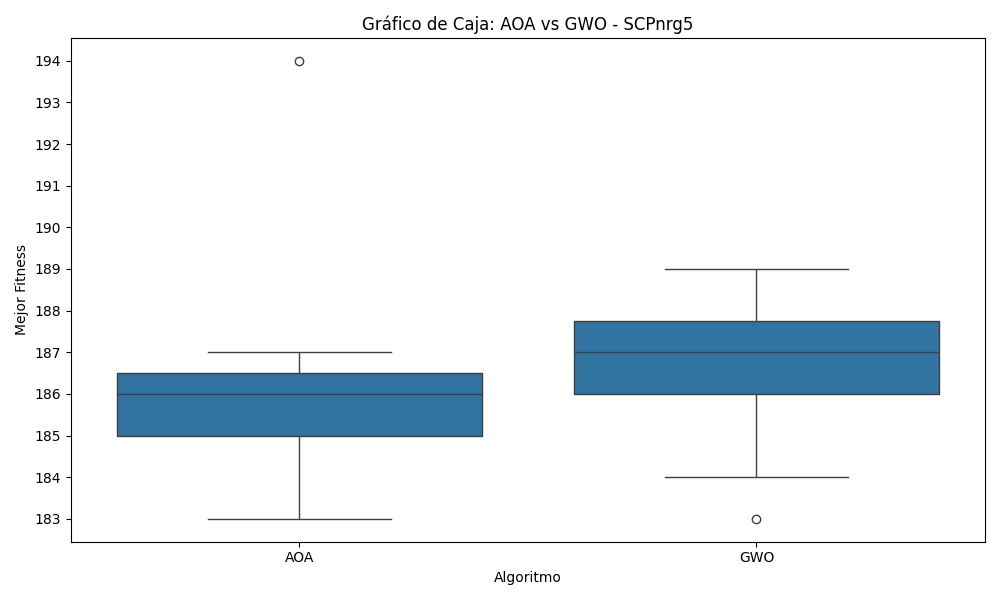 Gráfico de Caja: AOA vs GWO - SCPnrg5
Mejor Fitness
194
193
192
191
190
189
188
187
186
185
184
183
AOA
GWO
Algoritmo